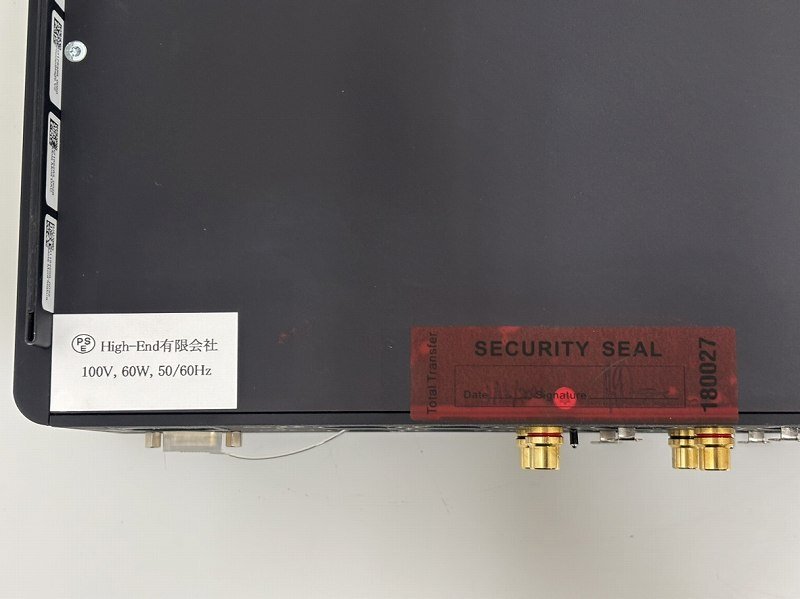 PS
E
High-End有限会社
100V, 60W, 50/60Hz
Total Transfer
SECURITY SEAL
Date
Signature
180027